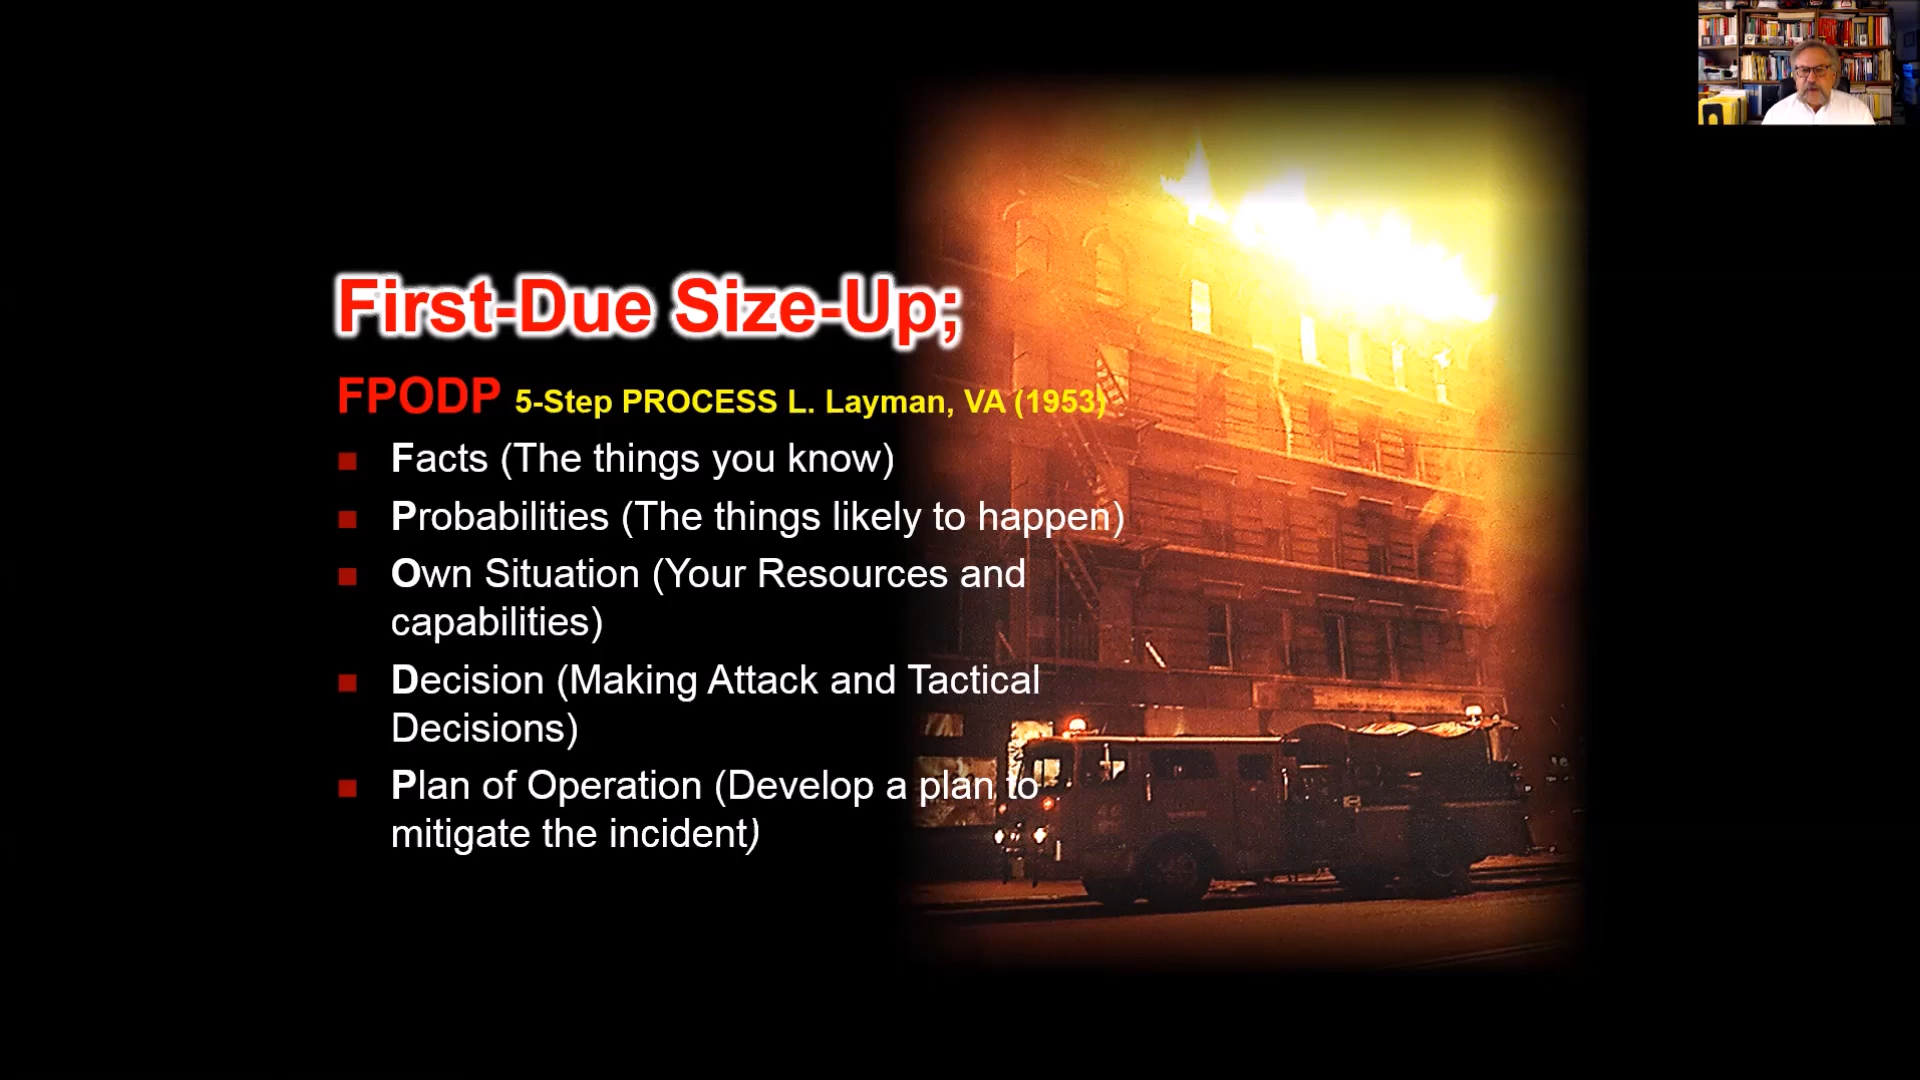 First-Due Size-Up;
FPODP 5-Step PROCESS L. Layman, VA (1953)
Facts (The things you know)
Probabilities (The things likely to happen)
Own Situation (Your Resources and
capabilities)
Decision (Making Attack and Tactical
Decisions)
Plan of Operation (Develop a plan to
mitigate the incident)